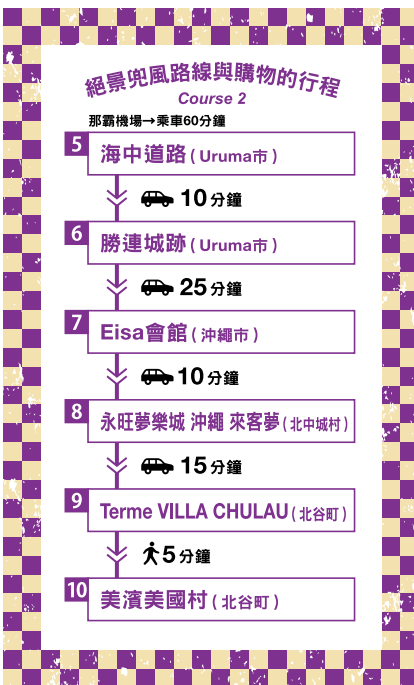 絕景兜風路線與購物的行程
Course 2
那霸機場→乘車60分鐘
5
海中道路(Uruma市)
10分鐘
6
勝連城跡(Uruma市)
25分鐘
7
Eisa會館(沖繩市)
10分鐘
8
永旺夢樂城 沖繩 來客夢(北中城村)
15分鐘
9
Terme VILLA CHULAU(北谷町)
5分鐘
10
美濱美國村(北谷町)